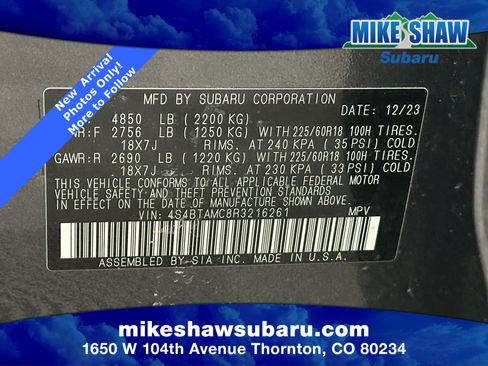 MIKE SHAW
Subaru
New Arrival
Photos Only!
More to Follow
MFD BY SUBARU CORPORATION
DATE: 12/23
4850 LB (2200 KG)
R:F 2756 LB (1250 KG) WITH 225/60R18 100H TIRES.
18X7J RIMS. AT 240 KPA (35 PSI) COLD
GAWR:R 2690 LB (1220 KG) WITH 225/60R18 100H TIRES.
18X7J RIMS. AT 230 KPA (33 PSI) COLD
THIS VEHICLE CONFORMS TO ALL APPLICABLE FEDERAL MOTOR
VEHICLE SAFETY AND THEFT PREVENTION STANDARDS
IN EFFECT ON THE DATE OF MANUFACTURE SHOWN ABOVE.
VIN: 4S4BTAMC8R3216261 MPV
ASSEMBLED BY SIA INC. MADE IN U.S.A.
mikeshawsubaru.com
1650 W 104th Avenue Thornton, CO 80234